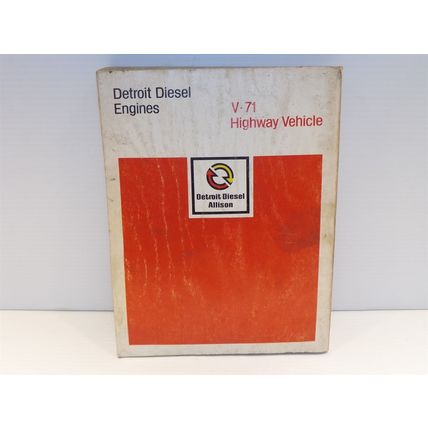 Detroit Diesel
Engines
V-71
Highway Vehicle
Detroit Diesel
Allison